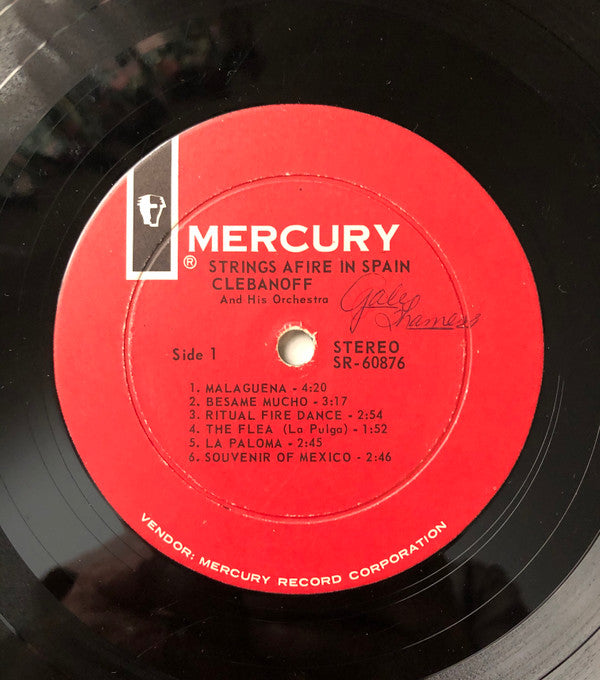 MERCURY
®
STRINGS AFIRE IN SPAIN
CLEBANOFF
And His Orchestra
Gale
Side 1
STEREO
SR-60876
1. MALAGUENA - 4:20
2. BESAME MUCHO - 3:17
3. RITUAL FIRE DANCE - 2:54
4. THE FLEA (La Pulga) - 1:52
5. LA PALOMA - 2:45
6. SOUVENIR OF MEXICO - 2:46
VENDOR: MERCURY RECORD CORPORATION